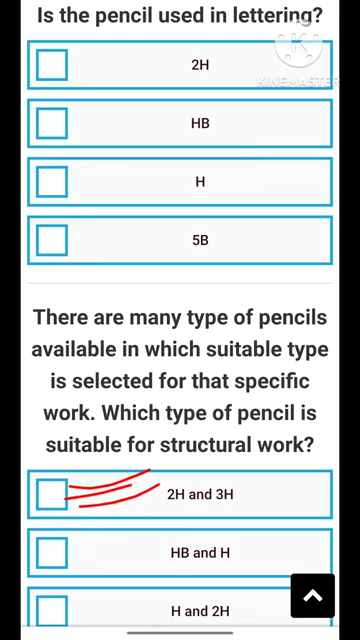 Is the pencil used in lettering?
K
KINEMASTER
2H
HB
H
5B
There are many type of pencils
available in which suitable type
is selected for that specific
work. Which type of pencil is
suitable for structural work?
2H and 3H
HB and H
H and 2H